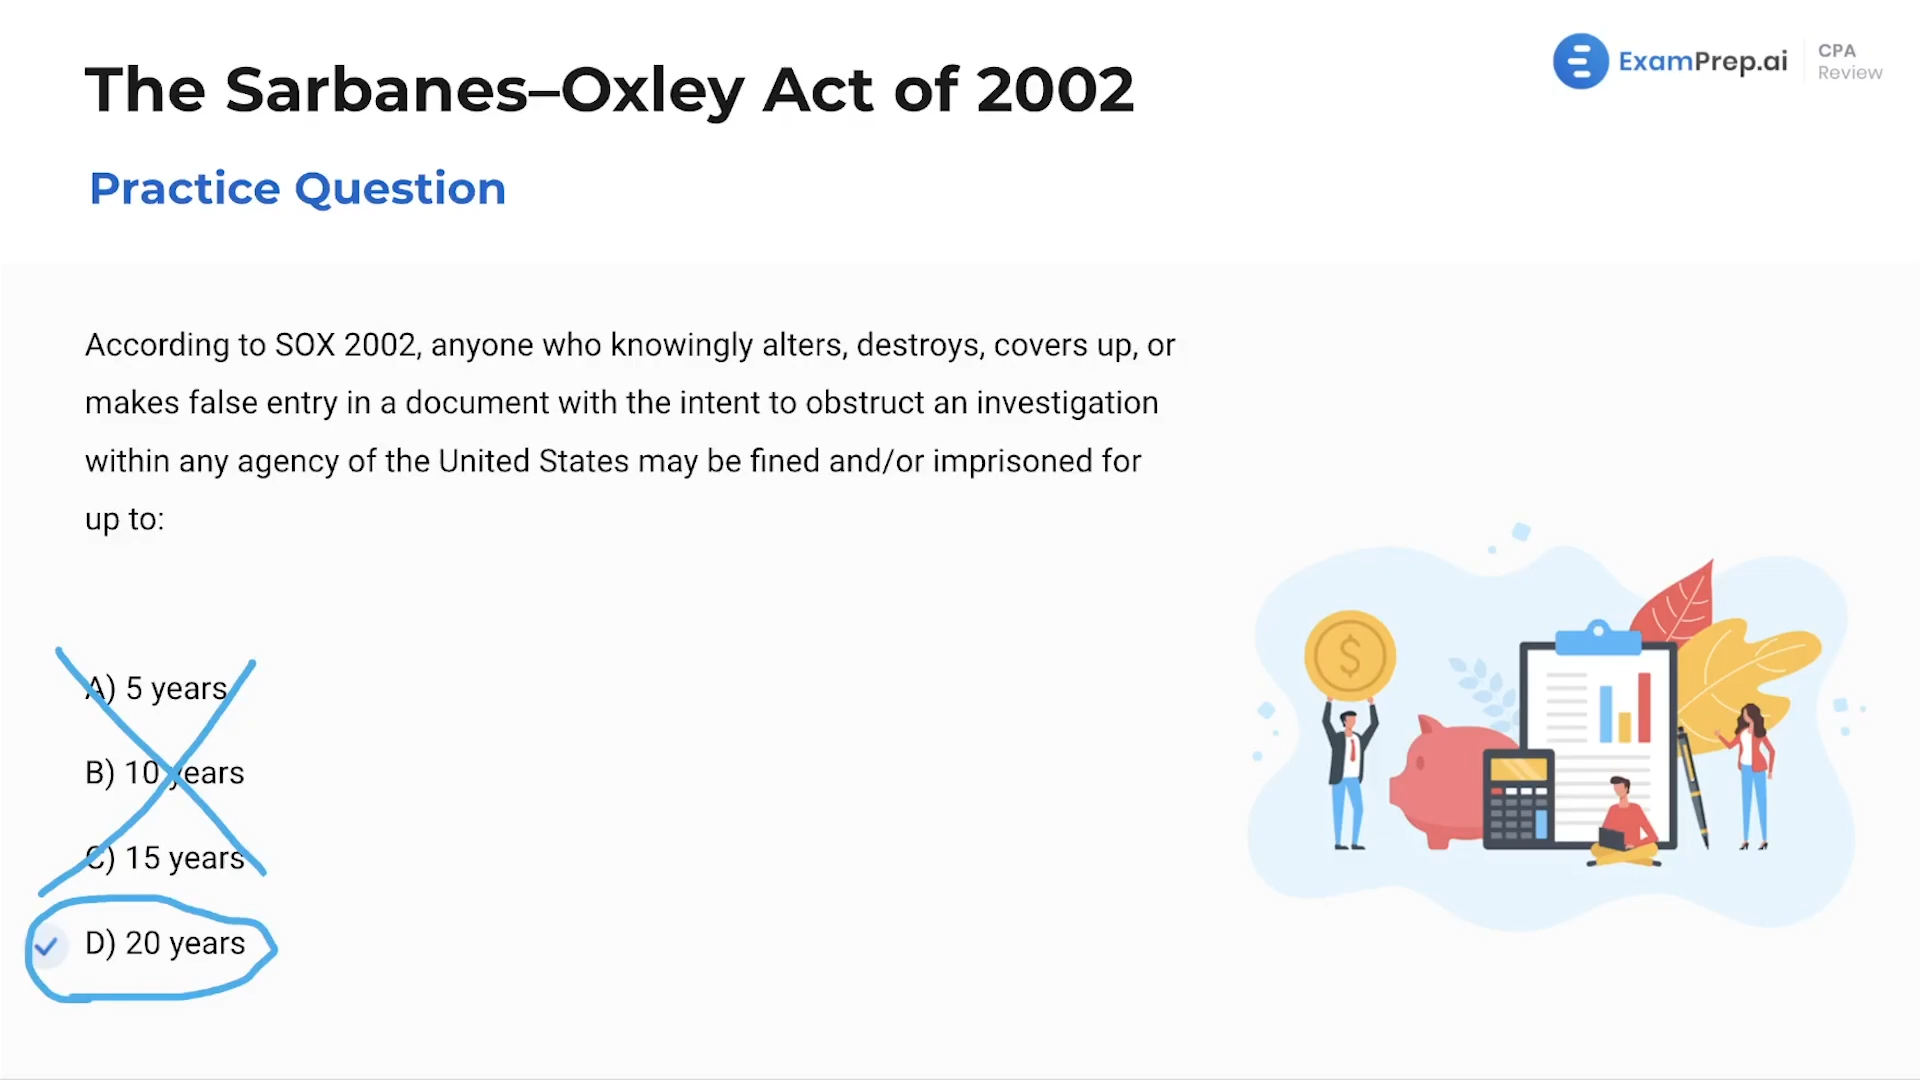 The Sarbanes–Oxley Act of 2002
ExamPrep.ai
CPA
Review
Practice Question
According to SOX 2002, anyone who knowingly alters, destroys, covers up, or
makes false entry in a document with the intent to obstruct an investigation
within any agency of the United States may be fined and/or imprisoned for
up to:
A) 5 years
B) 10 years
C) 15 years
D) 20 years
$